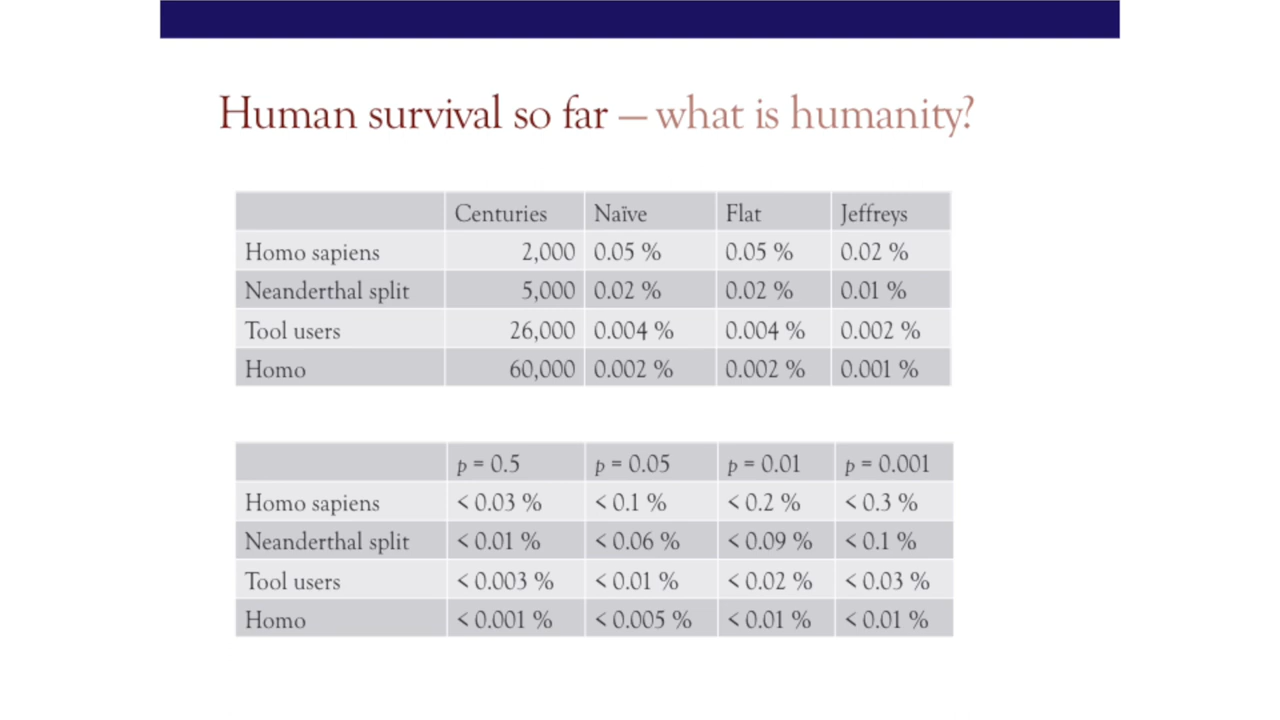 Human survival so far — what is humanity?
Centuries Naïve Flat Jeffreys
Homo sapiens 2,000 0.05 % 0.05 % 0.02 %
Neanderthal split 5,000 0.02 % 0.02 % 0.01 %
Tool users 26,000 0.004 % 0.004 % 0.002 %
Homo 60,000 0.002 % 0.002 % 0.001 %
p = 0.5 p = 0.05 p = 0.01 p = 0.001
Homo sapiens < 0.03 % < 0.1 % < 0.2 % < 0.3 %
Neanderthal split < 0.01 % < 0.06 % < 0.09 % < 0.1 %
Tool users < 0.003 % < 0.01 % < 0.02 % < 0.03 %
Homo < 0.001 % < 0.005 % < 0.01 % < 0.01 %